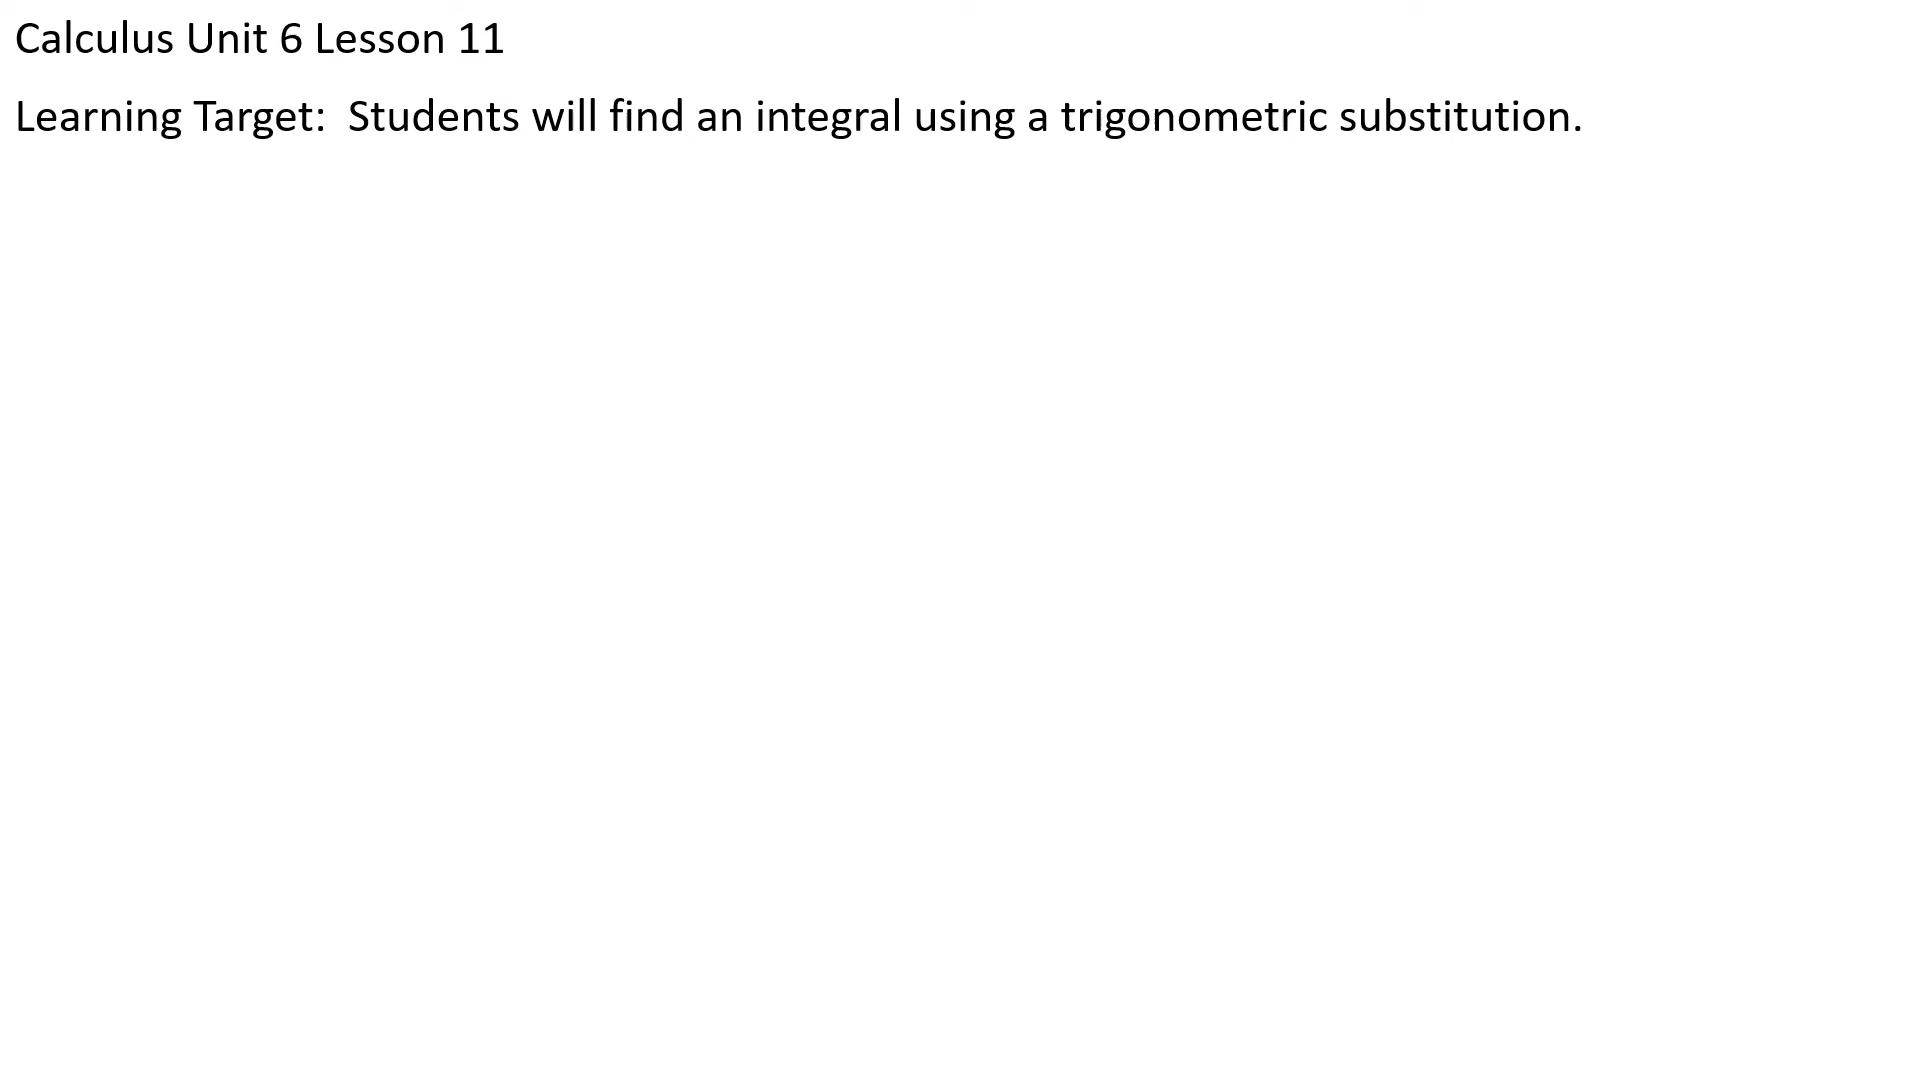 Calculus Unit 6 Lesson 11
Learning Target:  Students will find an integral using a trigonometric substitution.